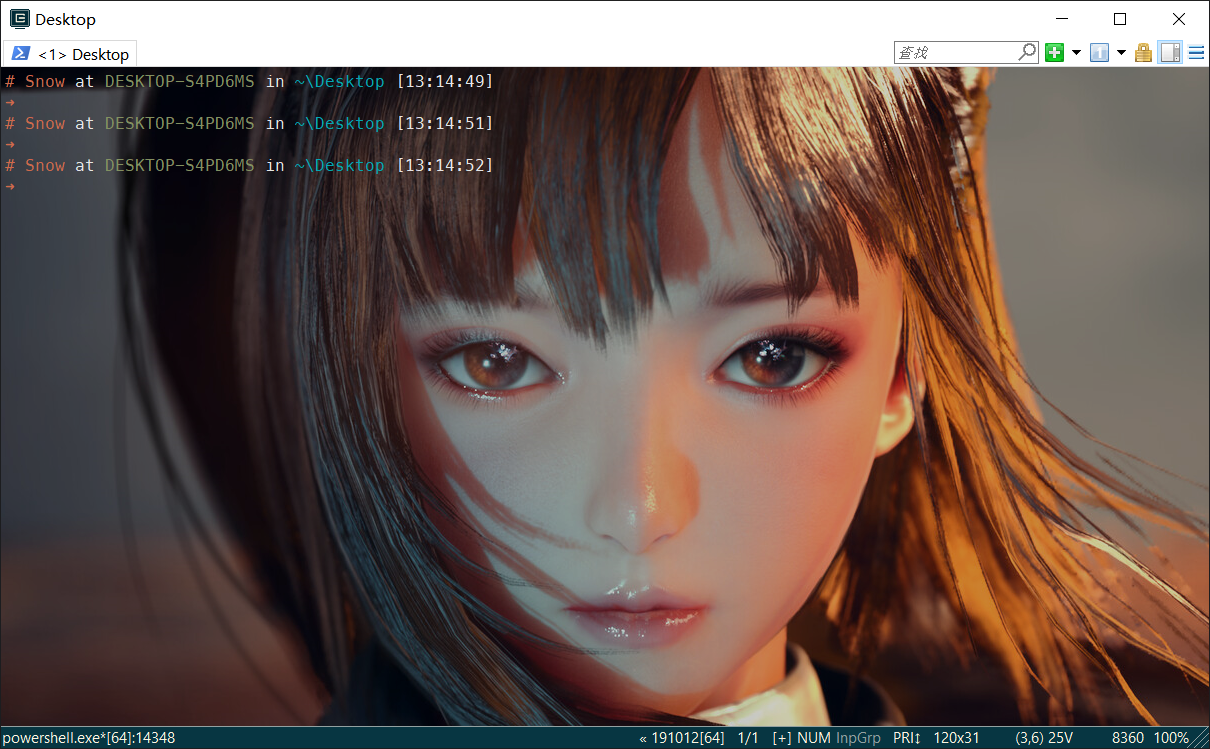 Desktop
<1> Desktop
查找
# Snow at DESKTOP-S4PD6MS in ~\Desktop [13:14:49]
➜
# Snow at DESKTOP-S4PD6MS in ~\Desktop [13:14:51]
➜
# Snow at DESKTOP-S4PD6MS in ~\Desktop [13:14:52]
➜
powershell.exe*[64]:14348 « 191012[64] 1/1 [+] NUM InpGrp PRI↕ 120x31 (3,6) 25V 8360 100%